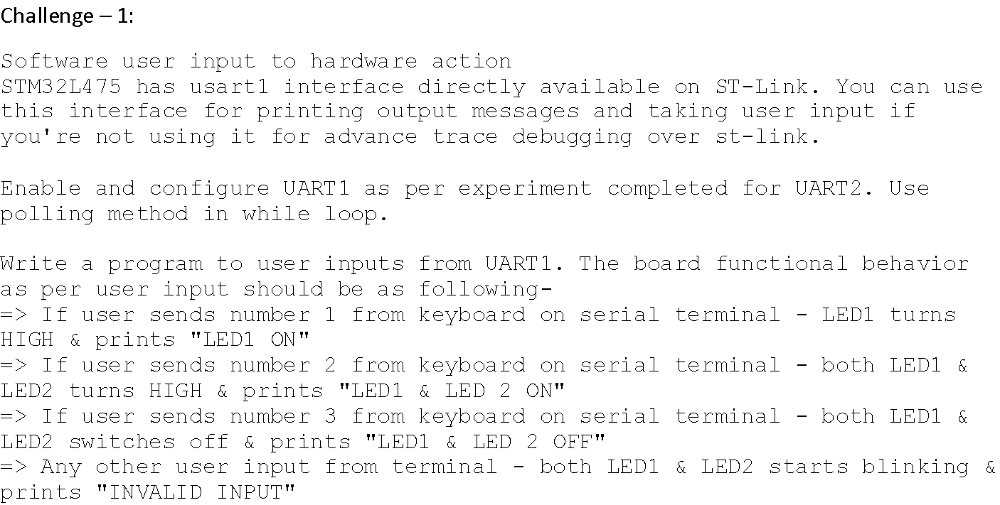 Challenge – 1:
Software user input to hardware action
STM32L475 has usart1 interface directly available on ST-Link. You can use
this interface for printing output messages and taking user input if
you're not using it for advance trace debugging over st-link.
Enable and configure UART1 as per experiment completed for UART2. Use
polling method in while loop.
Write a program to user inputs from UART1. The board functional behavior
as per user input should be as following-
=> If user sends number 1 from keyboard on serial terminal - LED1 turns
HIGH & prints "LED1 ON"
=> If user sends number 2 from keyboard on serial terminal - both LED1 &
LED2 turns HIGH & prints "LED1 & LED 2 ON"
=> If user sends number 3 from keyboard on serial terminal - both LED1 &
LED2 switches off & prints "LED1 & LED 2 OFF"
=> Any other user input from terminal - both LED1 & LED2 starts blinking &
prints "INVALID INPUT"